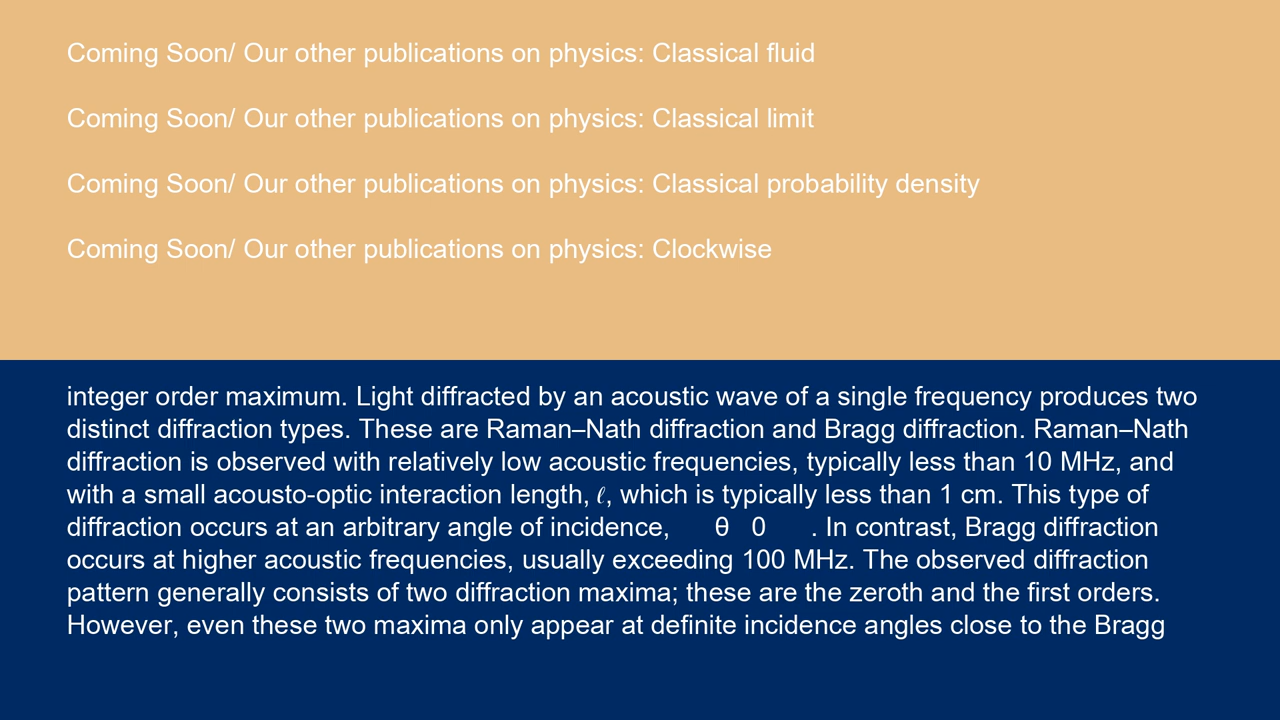 Coming Soon/ Our other publications on physics: Classical fluid
Coming Soon/ Our other publications on physics: Classical limit
Coming Soon/ Our other publications on physics: Classical probability density
Coming Soon/ Our other publications on physics: Clockwise
integer order maximum. Light diffracted by an acoustic wave of a single frequency produces two
distinct diffraction types. These are Raman–Nath diffraction and Bragg diffraction. Raman–Nath
diffraction is observed with relatively low acoustic frequencies, typically less than 10 MHz, and
with a small acousto-optic interaction length, ℓ, which is typically less than 1 cm. This type of
diffraction occurs at an arbitrary angle of incidence, θ 0 . In contrast, Bragg diffraction
occurs at higher acoustic frequencies, usually exceeding 100 MHz. The observed diffraction
pattern generally consists of two diffraction maxima; these are the zeroth and the first orders.
However, even these two maxima only appear at definite incidence angles close to the Bragg